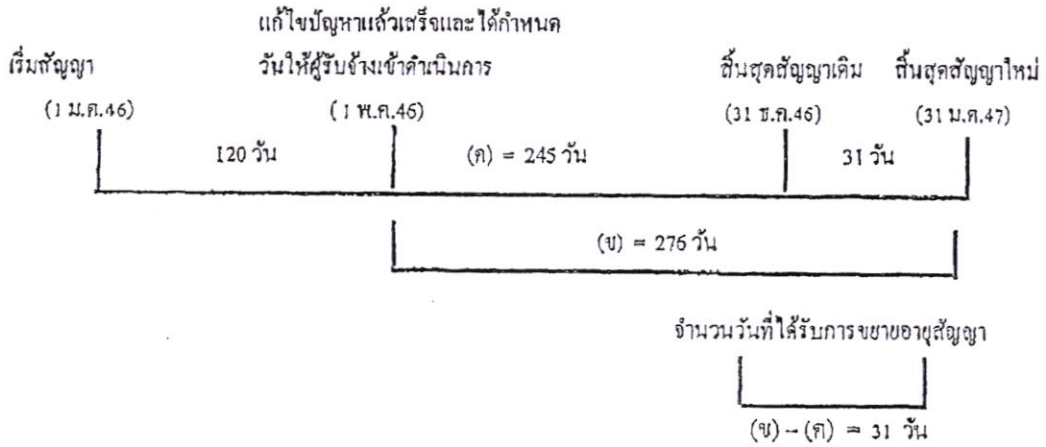 แก้ไขปัญหาแล้วเสร็จและได้กำหนด
วันให้ผู้รับจ้างเข้าดำเนินการ
เริ่มสัญญา
สิ้นสุดสัญญาเดิม
สิ้นสุดสัญญาใหม่
(1 ม.ค.46)
(1 พ.ค.46)
(31 ธ.ค.46)
(31 ม.ค.47)
120 วัน
(ค) = 245 วัน
31 วัน
(ข) = 276 วัน
จำนวนวันที่ได้รับการขยายอายุสัญญา
(ข) – (ค) = 31 วัน